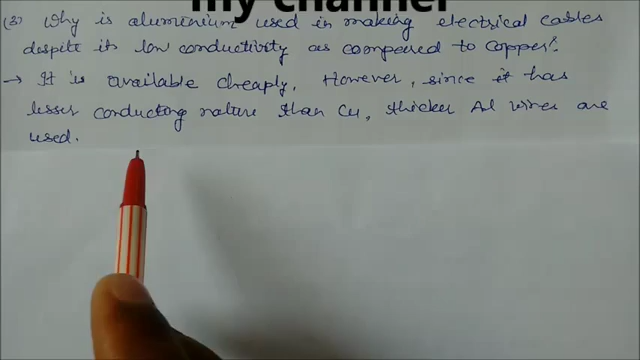 my channel
(3) Why is aluminium used in making electrical cables
despite its low conductivity as compared to copper?
→ It is available cheaply. However, since it has
lesser conducting nature than Cu, thicker Al wires are
used.